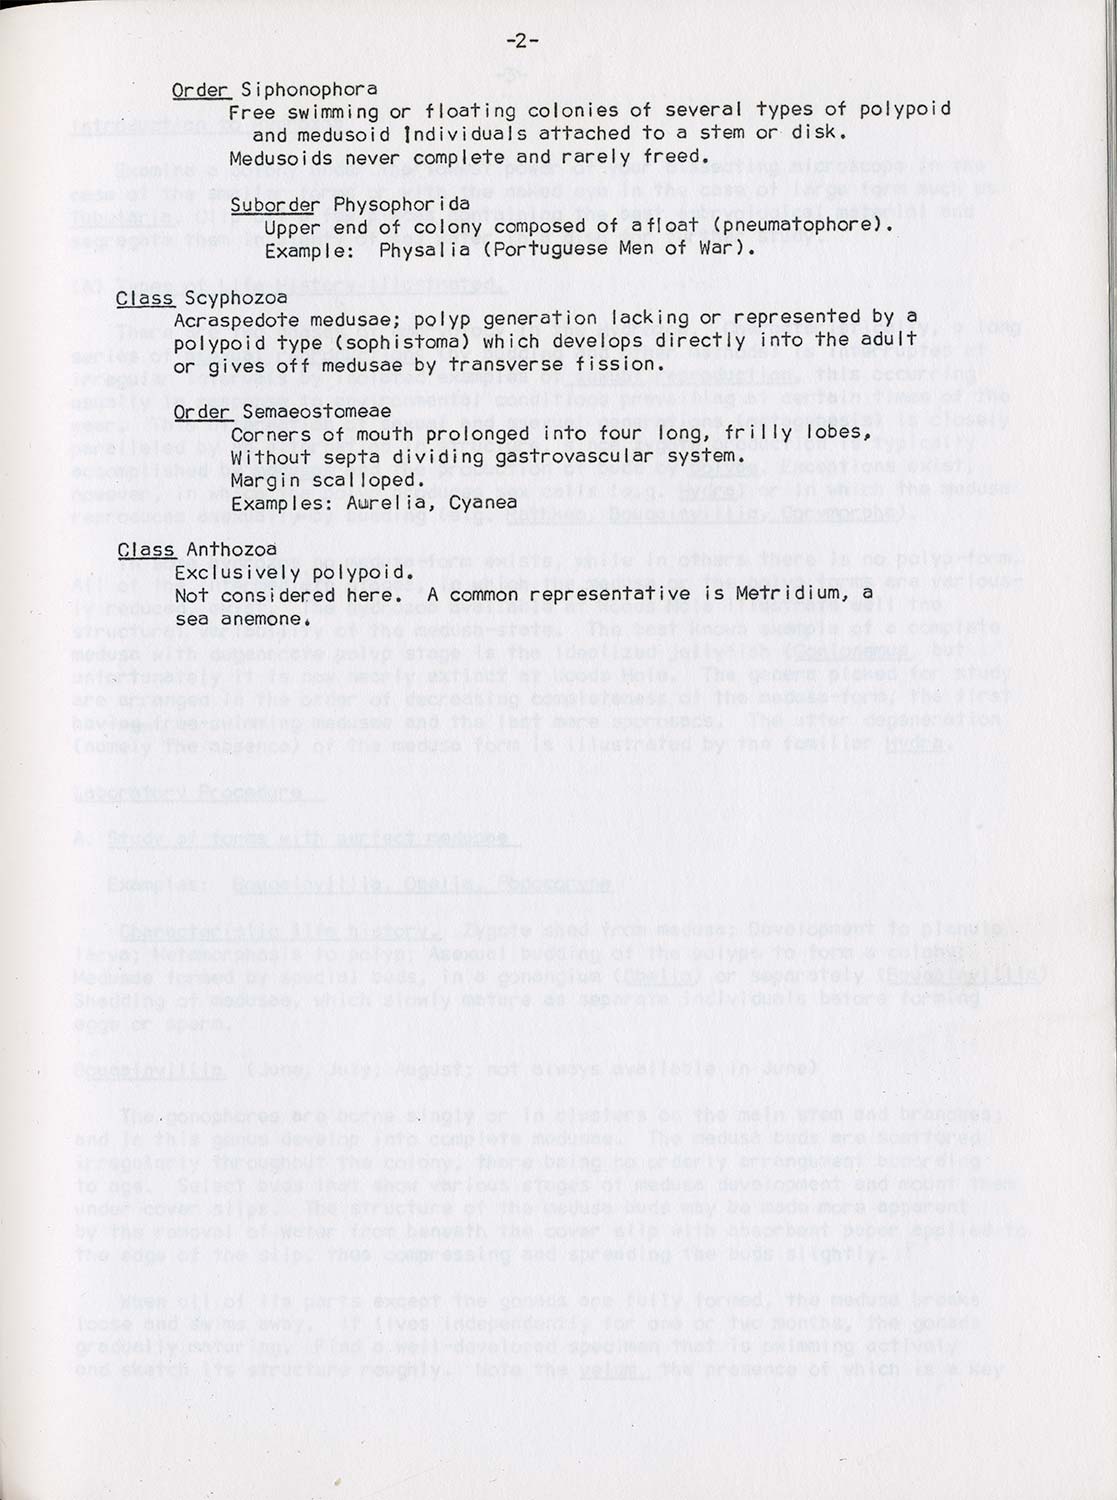 -2-
Order Siphonophora
Free swimming or floating colonies of several types of polypoid
and medusoid Individuals attached to a stem or disk.
Medusoids never complete and rarely freed.
Suborder Physophorida
Upper end of colony composed of a float (pneumatophore).
Example: Physalia (Portuguese Men of War).
Class Scyphozoa
Acraspedote medusae; polyp generation lacking or represented by a
polypoid type (sophistoma) which develops directly into the adult
or gives off medusae by transverse fission.
Order Semaeostomeae
Corners of mouth prolonged into four long, frilly lobes,
Without septa dividing gastrovascular system.
Margin scalloped.
Examples: Aurelia, Cyanea
Class Anthozoa
Exclusively polypoid.
Not considered here. A common representative is Metridium, a
sea anemone.